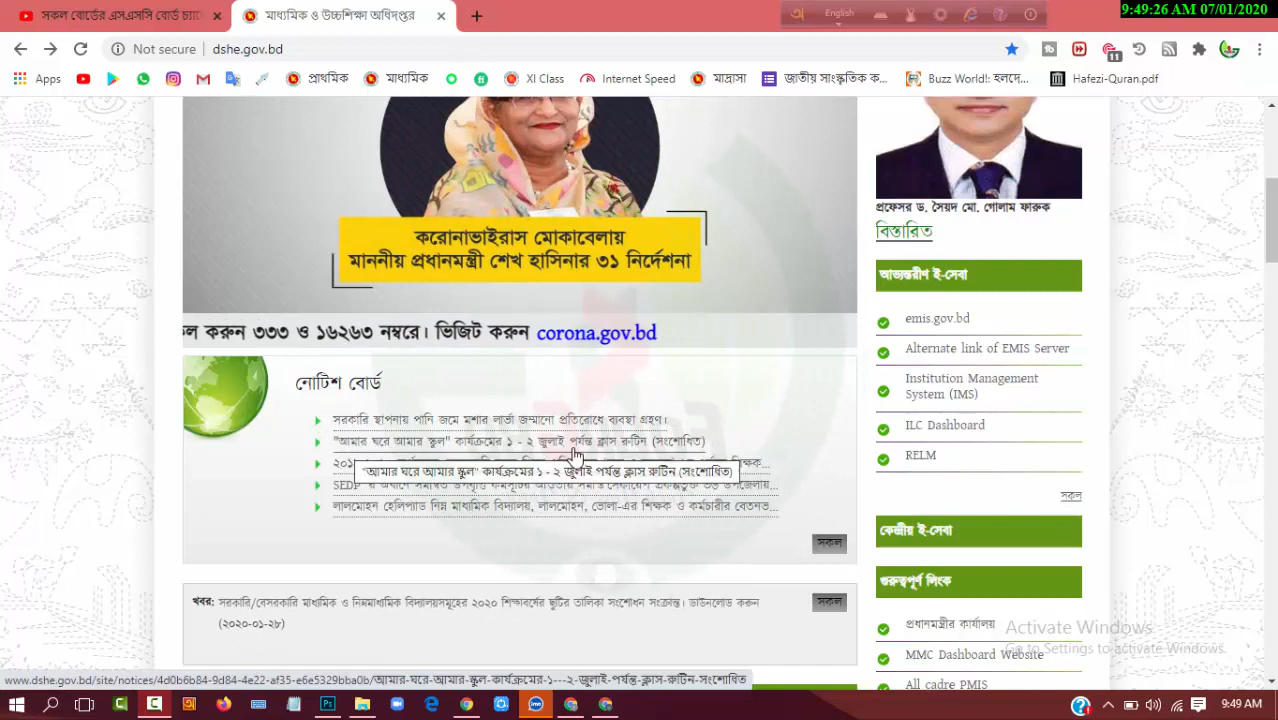 সকল বোর্ডের এসএসসি বোর্ড চ্যা
মাধ্যমিক ও উচ্চশিক্ষা অধিদপ্তর
English
9:49:26 AM 07/01/2020
Not secure
dshe.gov.bd
11
Apps
প্রাথমিক
মাধ্যমিক
XI Class
Internet Speed
মাদ্রাসা
জাতীয় সাংস্কৃতিক ক...
Buzz World!: হলদে...
Hafezi-Quran.pdf
করোনাভাইরাস মোকাবেলায়
মাননীয় প্রধানমন্ত্রী শেখ হাসিনার ৩১ নির্দেশনা
ল করুন ৩৩৩ ও ১৬২৬৩ নম্বরে। ভিজিট করুন corona.gov.bd
নোটিশ বোর্ড
সরকারি স্থাপনায় পানি জমে মশার লার্ভা জন্মানো প্রতিরোধে ব্যবস্থা গ্রহণ।
"আমার ঘরে আমার স্কুল" কার্যক্রমের ১ - ২ জুলাই পর্যন্ত ক্লাস রুটিন (সংশোধিত)
"আমার ঘরে আমার স্কুল" কার্যক্রমের ১ - ২ জুলাই পর্যন্ত ক্লাস রুটিন (সংশোধিত)
লালমোহন হেলিপ্যাড নিম্ন মাধ্যমিক বিদ্যালয়, লালমোহন, ভোলা-এর শিক্ষক ও কর্মচারীর বেতনভ...
সকল
খবর: সরকারি/বেসরকারি মাধ্যমিক ও নিম্নমাধ্যমিক বিদ্যালয়সমূহের ২০২০ শিক্ষাবর্ষের ছুটির তালিকা সংশোধন সংক্রান্ত। ডাউনলোড করুন
(২০২০-০১-২৮)
সকল
প্রফেসর ড. সৈয়দ মো. গোলাম ফারুক
বিস্তারিত
আভ্যন্তরীণ ই-সেবা
emis.gov.bd
Alternate link of EMIS Server
Institution Management
System (IMS)
ILC Dashboard
RELM
সকল
কেন্দ্রীয় ই-সেবা
গুরুত্বপূর্ণ লিংক
প্রধানমন্ত্রীর কার্যালয়
MMC Dashboard Website
All cadre PMIS
Activate Windows
Go to Settings to activate Windows.
www.dshe.gov.bd/site/notices/4d0b6b84-9d84-4e22-af35-e6e5329bba0b/আমার-ঘরে-আমার-স্কুল-কার্যক্রমের-১---২-জুলাই-পর্যন্ত-ক্লাস-রুটিন-সংশোধিত
9:49 AM